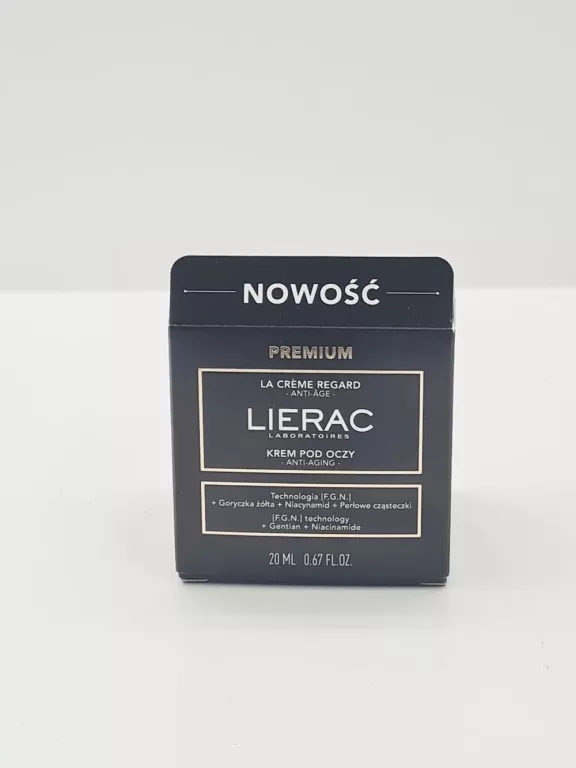 NOWOŚĆ
PREMIUM
LA CRÈME REGARD
- ANTI-ÂGE -
LIERAC
LABORATOIRES
KREM POD OCZY
- ANTI-AGING -
Technologia [F.G.N.]
+ Goryczka żółta + Niacynamid + Perłowe cząsteczki
[F.G.N.] technology
+ Gentian + Niacinamide
20 ML 0.67 FL.OZ.